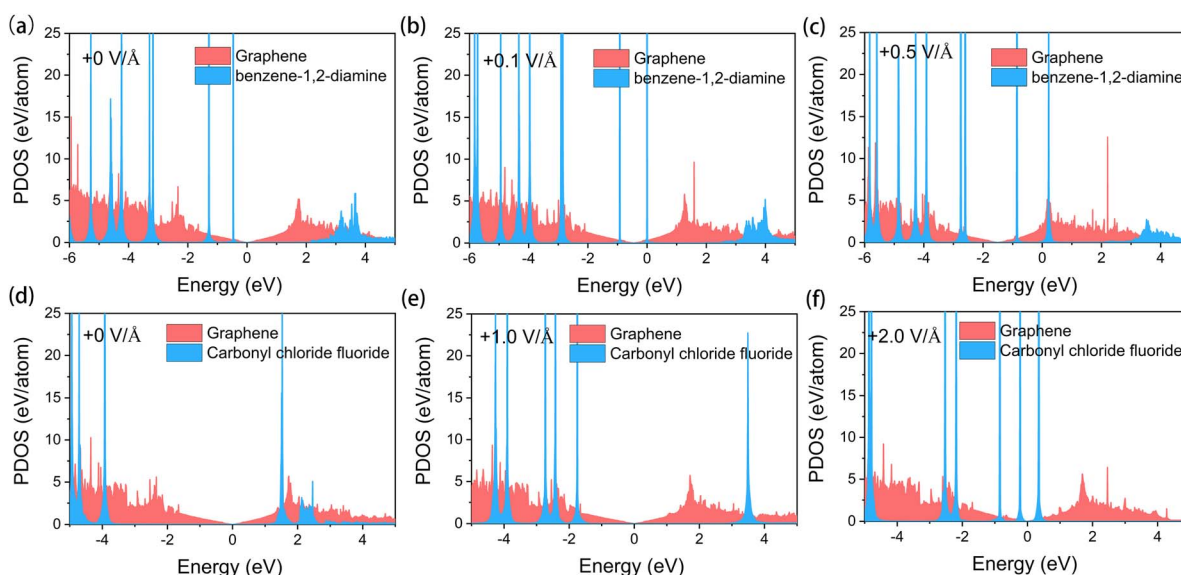 (a)
25
20
15
10
5
0
PDOS (eV/atom)
+0 V/Å
Graphene
benzene-1,2-diamine
-6 -4 -2 0 2 4
Energy (eV)
(b)
25
20
15
10
5
0
PDOS (eV/atom)
+0.1 V/Å
Graphene
benzene-1,2-diamine
-6 -4 -2 0 2 4
Energy (eV)
(c)
25
20
15
10
5
0
PDOS (eV/atom)
+0.5 V/Å
Graphene
benzene-1,2-diamine
-6 -4 -2 0 2 4
Energy (eV)
(d)
25
20
15
10
5
0
PDOS (eV/atom)
+0 V/Å
Graphene
Carbonyl chloride fluoride
-4 -2 0 2 4
Energy (eV)
(e)
25
20
15
10
5
0
PDOS (eV/atom)
+1.0 V/Å
Graphene
Carbonyl chloride fluoride
-4 -2 0 2 4
Energy (eV)
(f)
25
20
15
10
5
0
PDOS (eV/atom)
+2.0 V/Å
Graphene
Carbonyl chloride fluoride
-4 -2 0 2 4
Energy (eV)